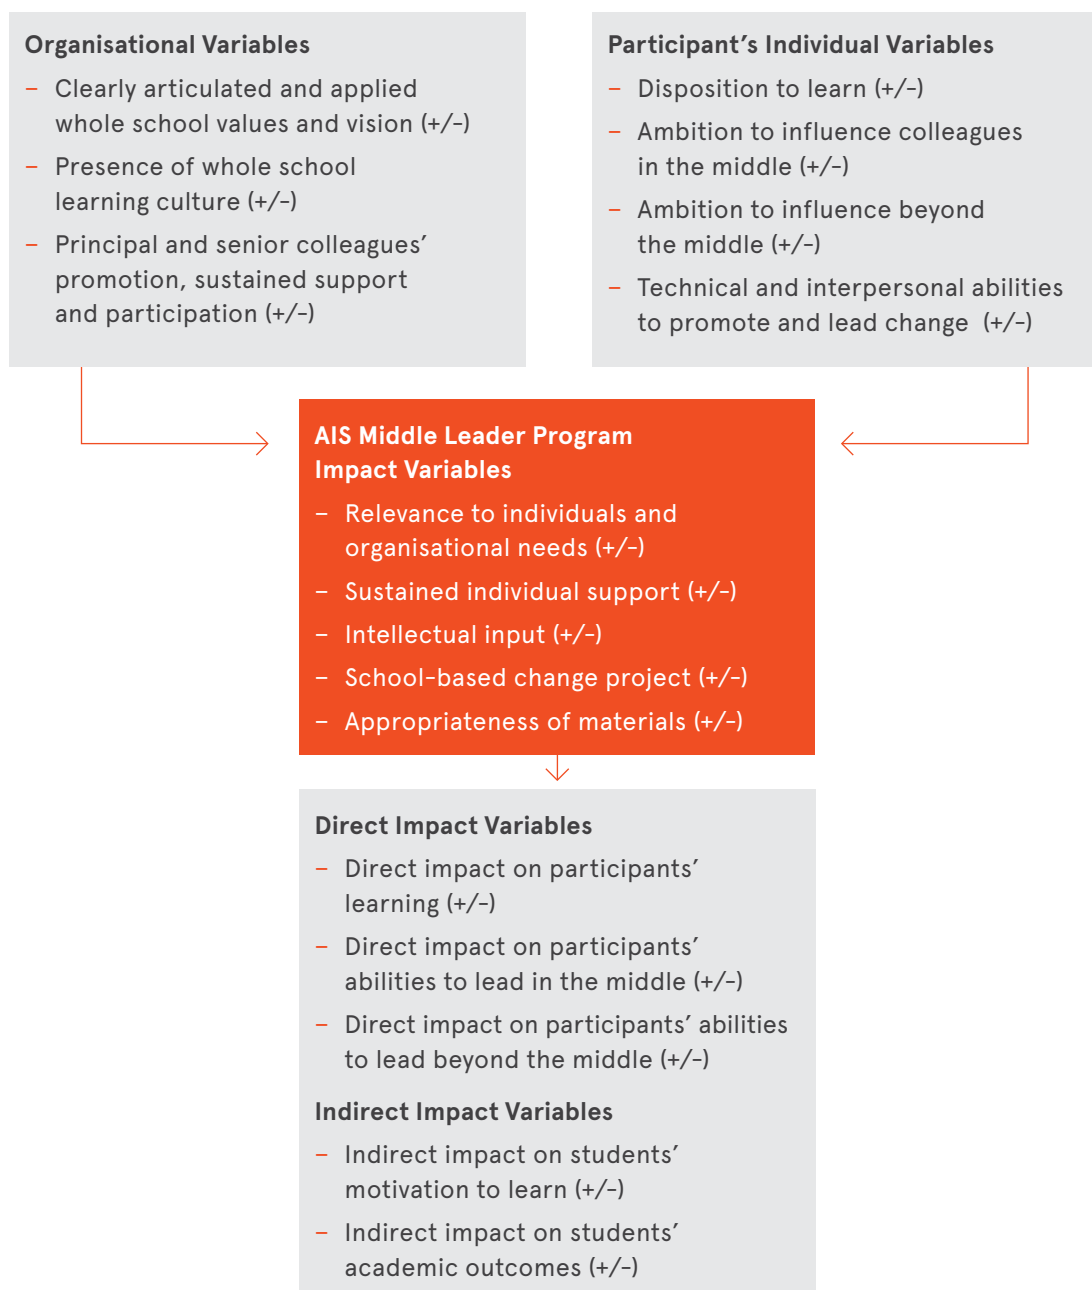 Organisational Variables
– Clearly articulated and applied
whole school values and vision (+/-)
– Presence of whole school
learning culture (+/-)
– Principal and senior colleagues’
promotion, sustained support
and participation (+/-)
Participant’s Individual Variables
– Disposition to learn (+/-)
– Ambition to influence colleagues
in the middle (+/-)
– Ambition to influence beyond
the middle (+/-)
– Technical and interpersonal abilities
to promote and lead change (+/-)
AIS Middle Leader Program
Impact Variables
– Relevance to individuals and
organisational needs (+/-)
– Sustained individual support (+/-)
– Intellectual input (+/-)
– School-based change project (+/-)
– Appropriateness of materials (+/-)
Direct Impact Variables
– Direct impact on participants’
learning (+/-)
– Direct impact on participants’
abilities to lead in the middle (+/-)
– Direct impact on participants’ abilities
to lead beyond the middle (+/-)
Indirect Impact Variables
– Indirect impact on students’
motivation to learn (+/-)
– Indirect impact on students’
academic outcomes (+/-)